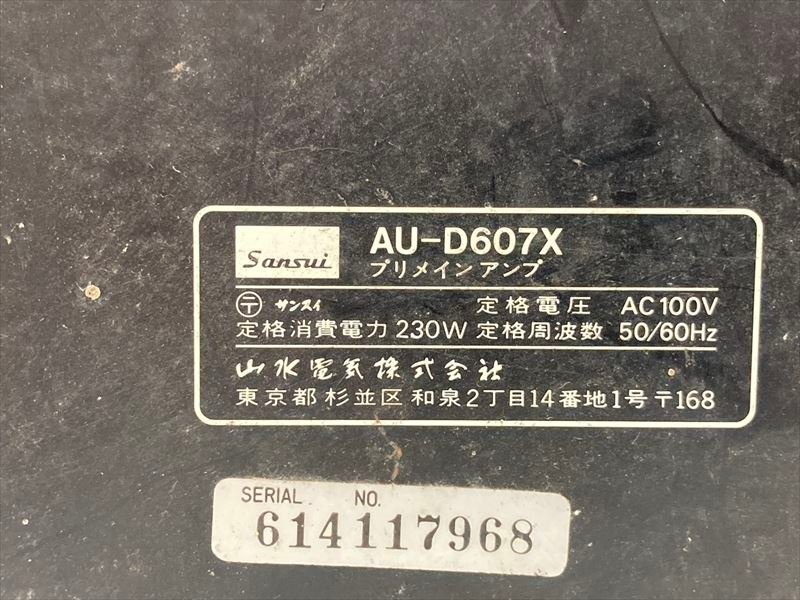 Sansui AU-D607X
プリメインアンプ
〒 サンスイ 定格電圧 AC100V
定格消費電力 230W 定格周波数 50/60Hz
山水電気株式会社
東京都杉並区和泉2丁目14番地1号〒168
SERIAL NO.
614117968